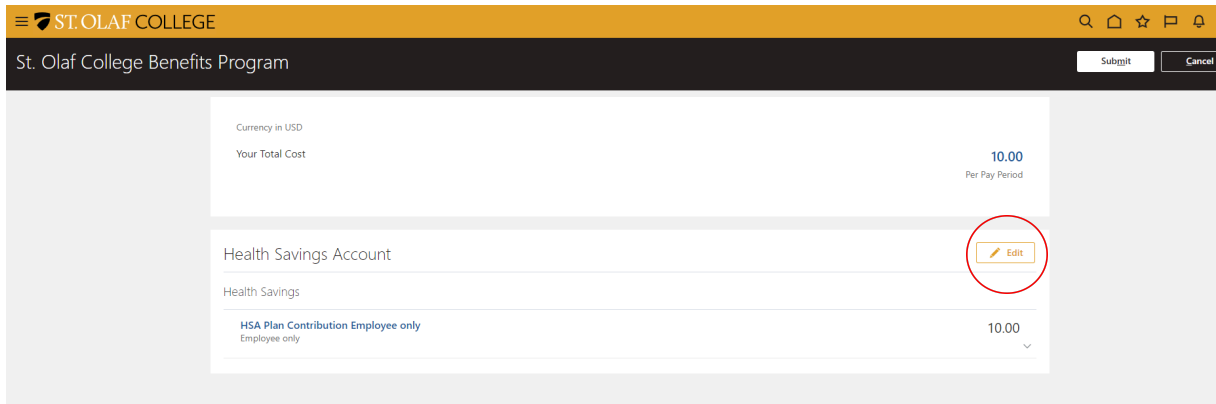 ST. OLAF COLLEGE
St. Olaf College Benefits Program
Submit
Cancel
Currency in USD
Your Total Cost
10.00
Per Pay Period
Health Savings Account
Edit
Health Savings
HSA Plan Contribution Employee only
10.00
Employee only